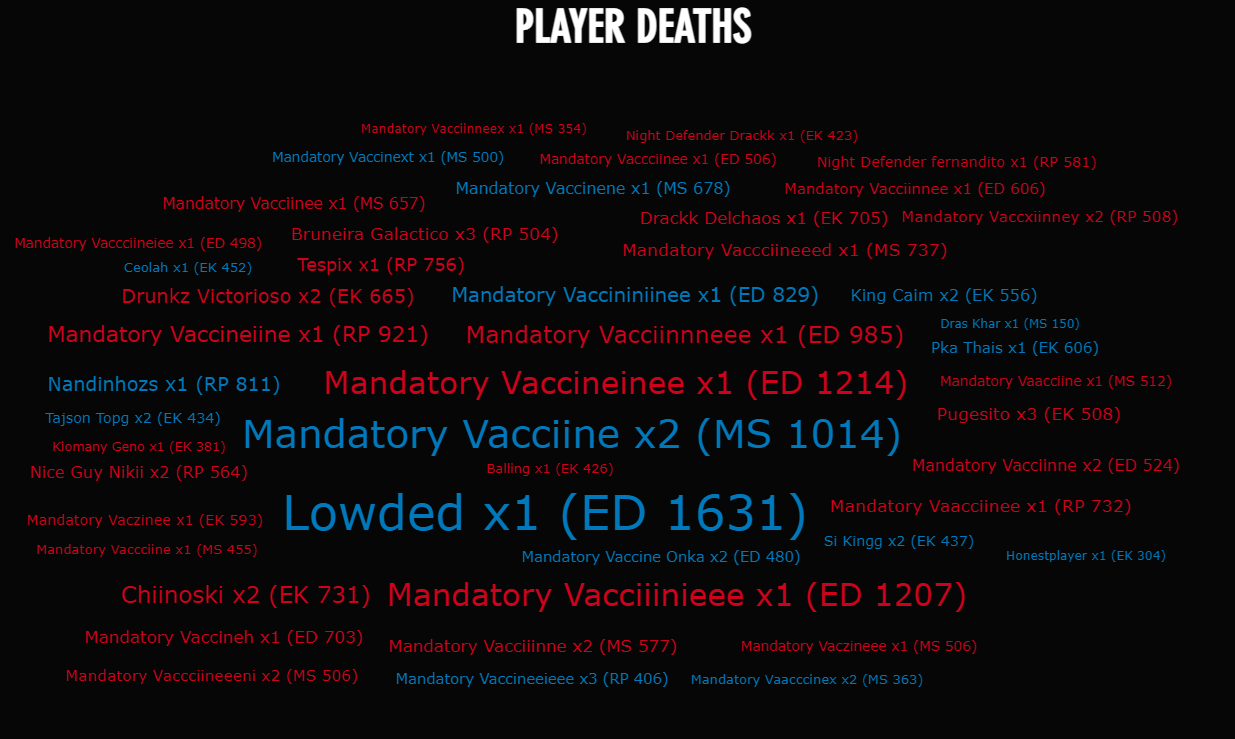 PLAYER DEATHS
Mandatory Vacciinneex x1 (MS 354)
Night Defender Drackk x1 (EK 423)
Mandatory Vaccinext x1 (MS 500)
Mandatory Vaccciinee x1 (ED 506)
Night Defender fernandito x1 (RP 581)
Mandatory Vaccinene x1 (MS 678)
Mandatory Vacciinnee x1 (ED 606)
Mandatory Vacciinee x1 (MS 657)
Drackk Delchaos x1 (EK 705)
Mandatory Vaccxiinney x2 (RP 508)
Mandatory Vaccciineiee x1 (ED 498)
Bruneira Galactico x3 (RP 504)
Mandatory Vaccciineeed x1 (MS 737)
Ceolah x1 (EK 452)
Tespix x1 (RP 756)
Drunkz Victorioso x2 (EK 665)
Mandatory Vaccininiinee x1 (ED 829)
King Caim x2 (EK 556)
Dras Khar x1 (MS 150)
Mandatory Vaccineiine x1 (RP 921)
Mandatory Vacciinnneee x1 (ED 985)
Pka Thais x1 (EK 606)
Nandinhozs x1 (RP 811)
Mandatory Vaccineinee x1 (ED 1214)
Mandatory Vaacciine x1 (MS 512)
Tajson Topg x2 (EK 434)
Mandatory Vacciine x2 (MS 1014)
Pugesito x3 (EK 508)
Kiomany Geno x1 (EK 381)
Nice Guy Nikii x2 (RP 564)
Balling x1 (EK 426)
Mandatory Vacciinne x2 (ED 524)
Mandatory Vaczinee x1 (EK 593)
Lowded x1 (ED 1631)
Mandatory Vaacciinee x1 (RP 732)
Mandatory Vaccciine x1 (MS 455)
Mandatory Vaccine Onka x2 (ED 480)
Si Kingg x2 (EK 437)
Honestplayer x1 (EK 304)
Chiinoski x2 (EK 731)
Mandatory Vacciiinieee x1 (ED 1207)
Mandatory Vaccineh x1 (ED 703)
Mandatory Vacciiinne x2 (MS 577)
Mandatory Vaczineee x1 (MS 506)
Mandatory Vaccciineeeni x2 (MS 506)
Mandatory Vaccineeieee x3 (RP 406)
Mandatory Vaacccinex x2 (MS 363)